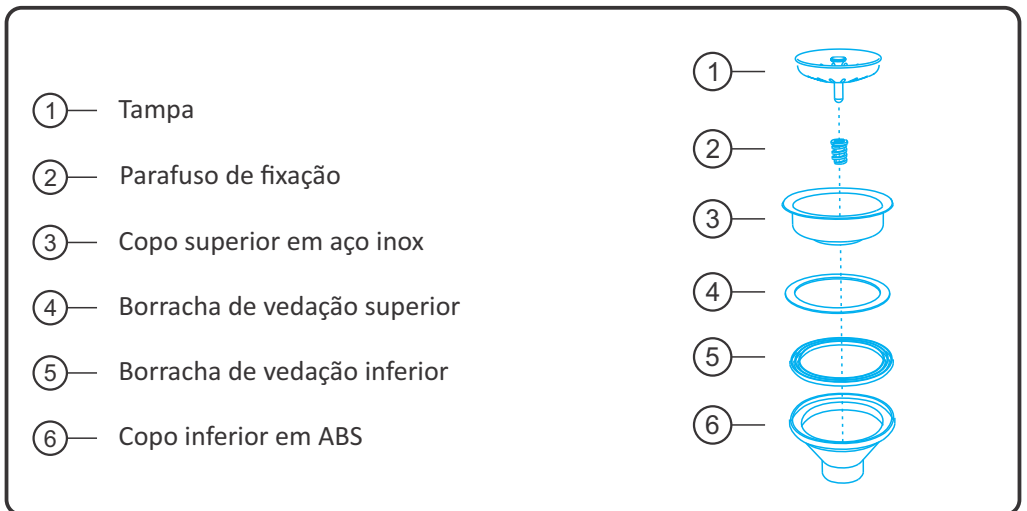 1 Tampa
2 Parafuso de fixação
3 Copo superior em aço inox
4 Borracha de vedação superior
5 Borracha de vedação inferior
6 Copo inferior em ABS
1
2
3
4
5
6